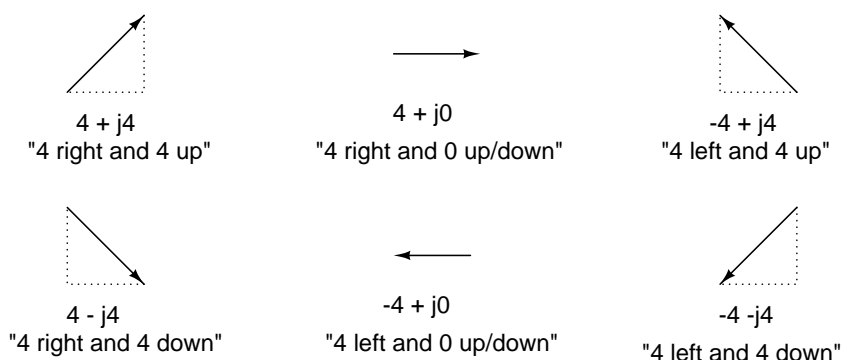 4 + j4
"4 right and 4 up"
4 + j0
"4 right and 0 up/down"
-4 + j4
"4 left and 4 up"
4 - j4
"4 right and 4 down"
-4 + j0
"4 left and 0 up/down"
-4 -j4
"4 left and 4 down"